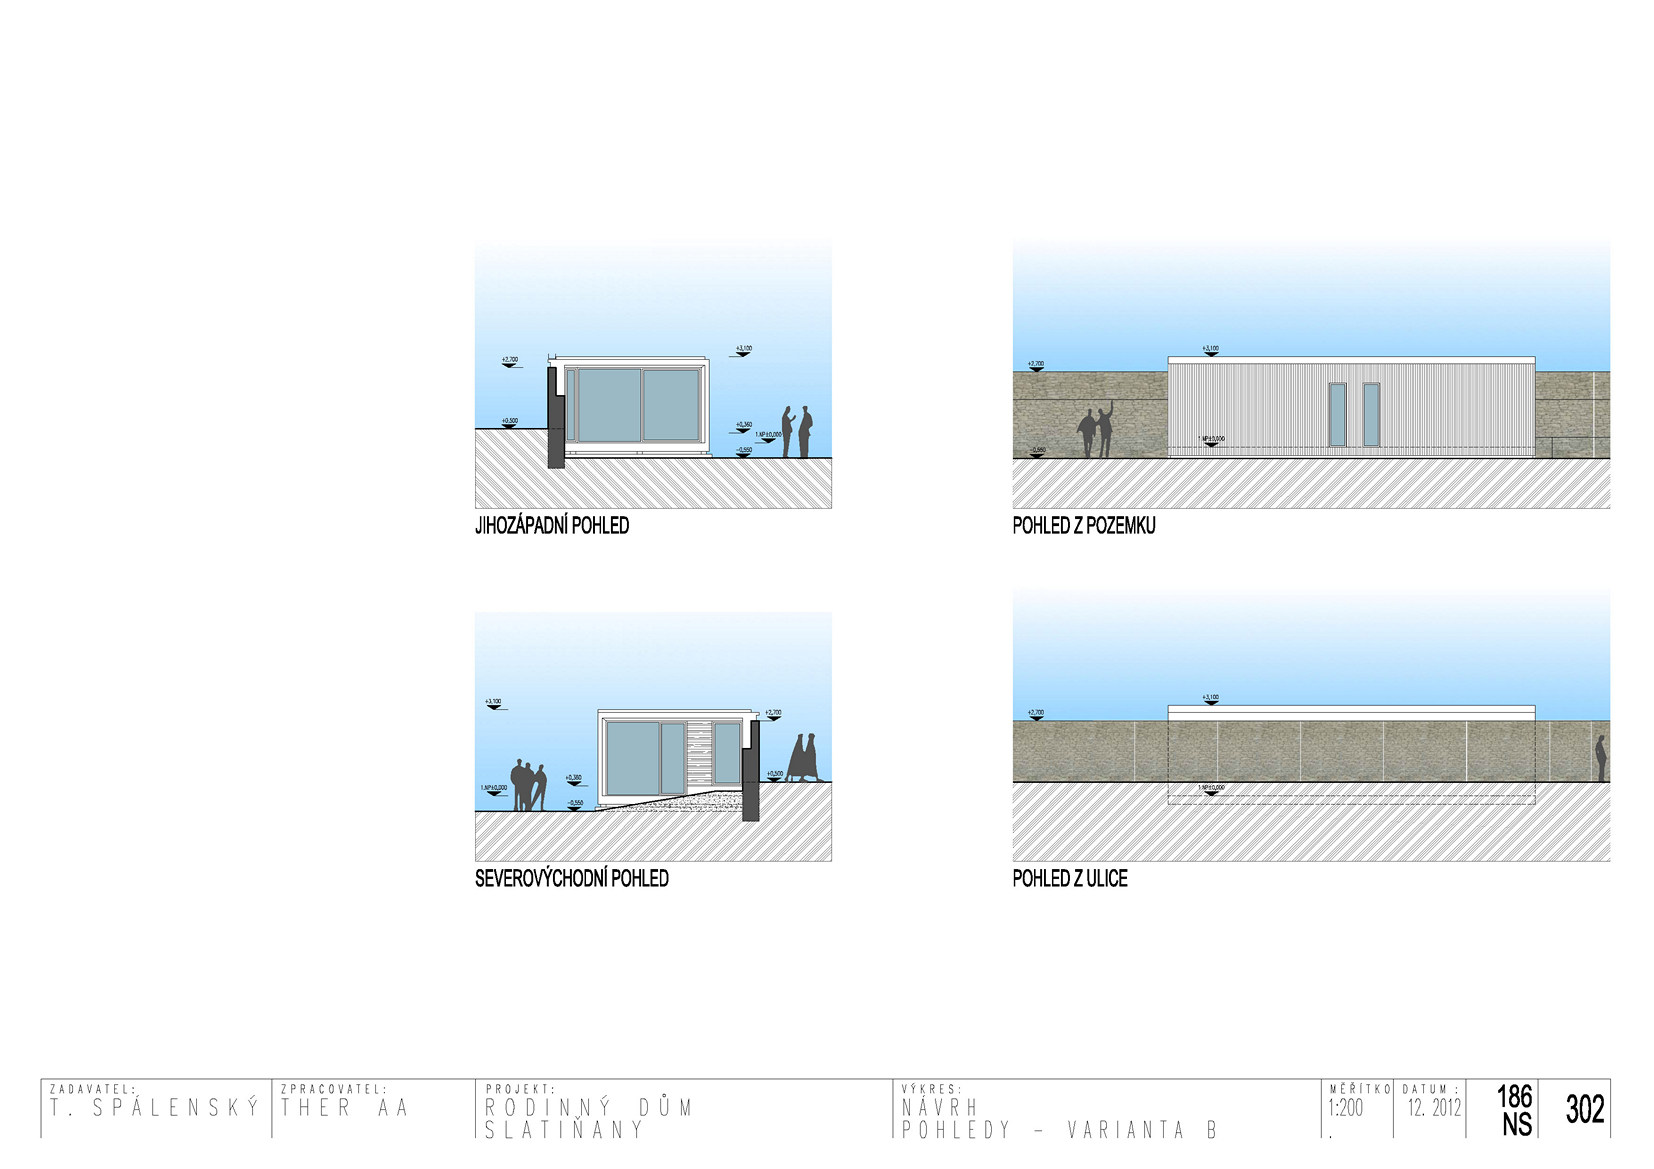 +2,700
+3,100
+0,500
+0,360
1.NP±0,000
-0,550
JIHOZÁPADNÍ POHLED
+3,100
+2,700
1.NP±0,000
-0,550
POHLED Z POZEMKU
+3,100
+2,700
+0,360
+0,500
1.NP±0,000
-0,550
SEVEROVÝCHODNÍ POHLED
+3,100
+2,700
1.NP±0,000
POHLED Z ULICE
ZADAVATEL:
T. SPÁLENSKÝ
ZPRACOVATEL:
THER AA
PROJEKT:
RODINNÝ DŮM
SLATIŇANY
VÝKRES:
NÁVRH
POHLEDY - VARIANTA B
MĚŘÍTKO
1:200
.
DATUM :
12. 2012
186
NS
302